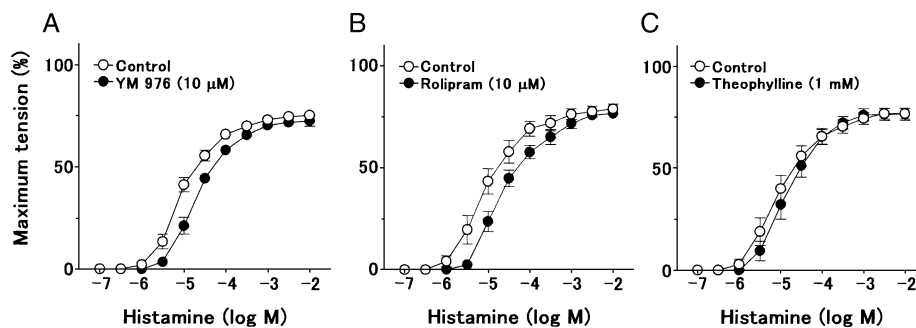 A
B
C
Maximum tension (%)
100
50
0
Control
YM 976 (10 μM)
-7 -6 -5 -4 -3 -2
Histamine (log M)
100
50
0
Control
Rolipram (10 μM)
-7 -6 -5 -4 -3 -2
Histamine (log M)
100
50
0
Control
Theophylline (1 mM)
-7 -6 -5 -4 -3 -2
Histamine (log M)